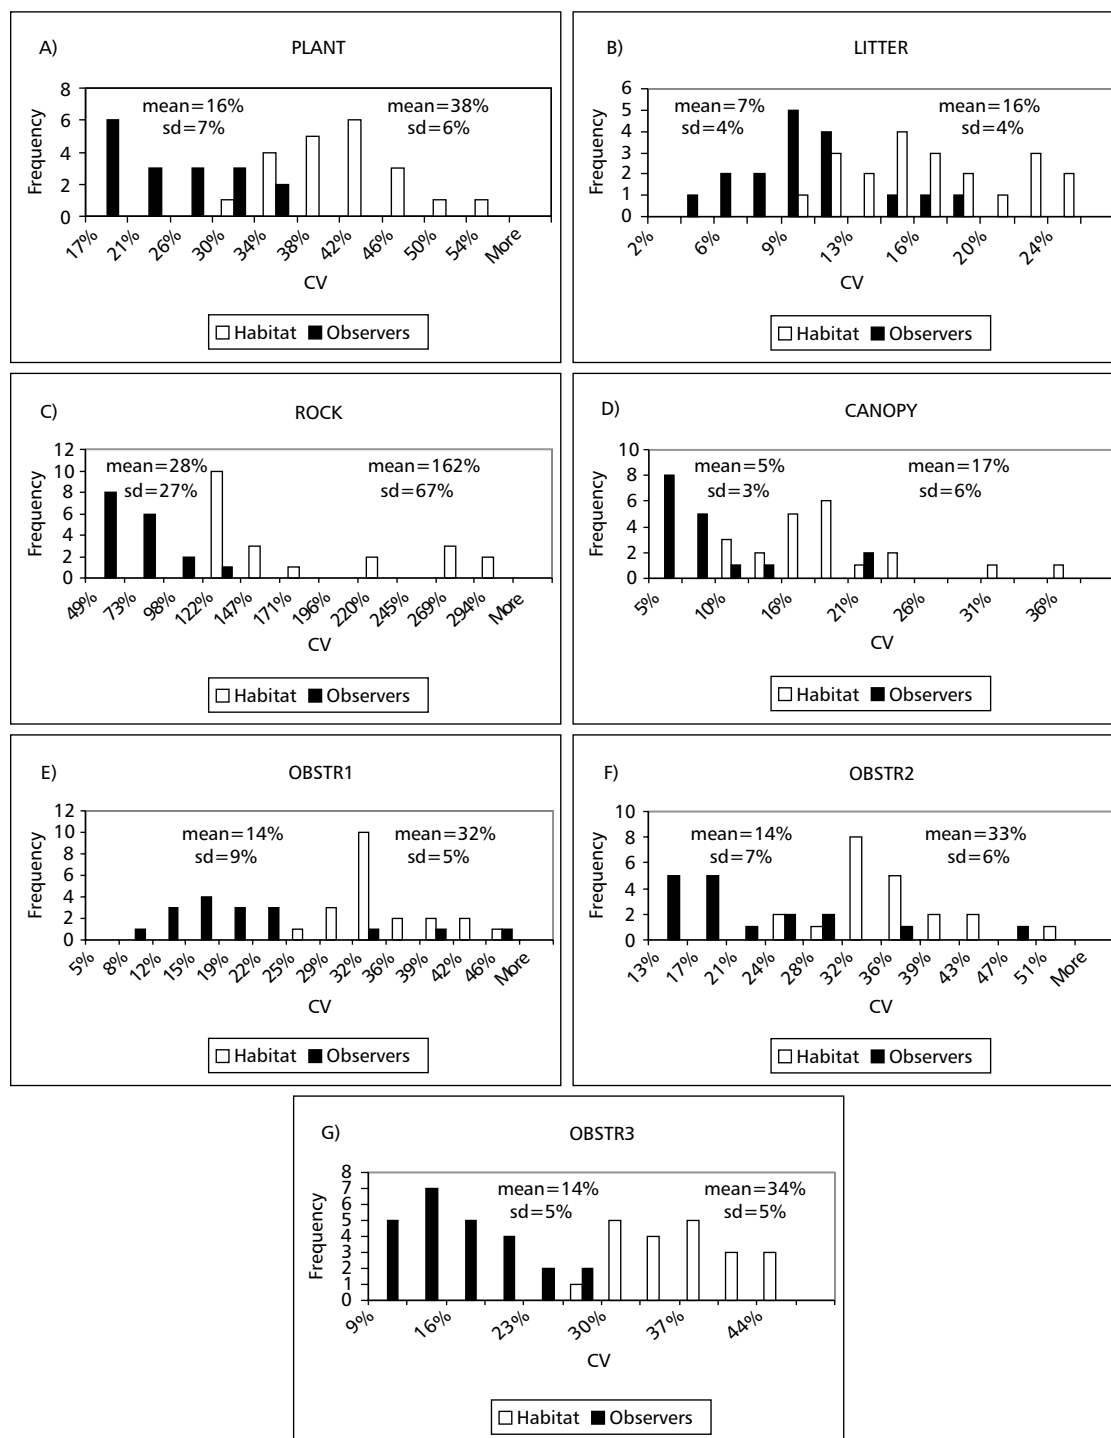 A) PLANT
mean=16% mean=38%
sd=7% sd=6%
Frequency
8
6
4
2
0
17% 21% 26% 30% 34% 38% 42% 46% 50% 54% More
CV
Habitat Observers
B) LITTER
mean=7% mean=16%
sd=4% sd=4%
Frequency
6
5
4
3
2
1
0
2% 6% 9% 13% 16% 20% 24%
CV
Habitat Observers
C) ROCK
mean=28% mean=162%
sd=27% sd=67%
Frequency
12
10
8
6
4
2
0
49% 73% 98% 122% 147% 171% 196% 220% 245% 269% 294% More
CV
Habitat Observers
D) CANOPY
mean=5% mean=17%
sd=3% sd=6%
Frequency
10
8
6
4
2
0
5% 10% 16% 21% 26% 31% 36%
CV
Habitat Observers
E) OBSTR1
mean=14% mean=32%
sd=9% sd=5%
Frequency
12
10
8
6
4
2
0
5% 8% 12% 15% 19% 22% 25% 29% 32% 36% 39% 42% 46% More
CV
Habitat Observers
F) OBSTR2
mean=14% mean=33%
sd=7% sd=6%
Frequency
10
8
6
4
2
0
13% 17% 21% 24% 28% 32% 36% 39% 43% 47% 51% More
CV
Habitat Observers
G) OBSTR3
mean=14% mean=34%
sd=5% sd=5%
Frequency
8
7
6
5
4
3
2
1
0
9% 16% 23% 30% 37% 44%
CV
Habitat Observers